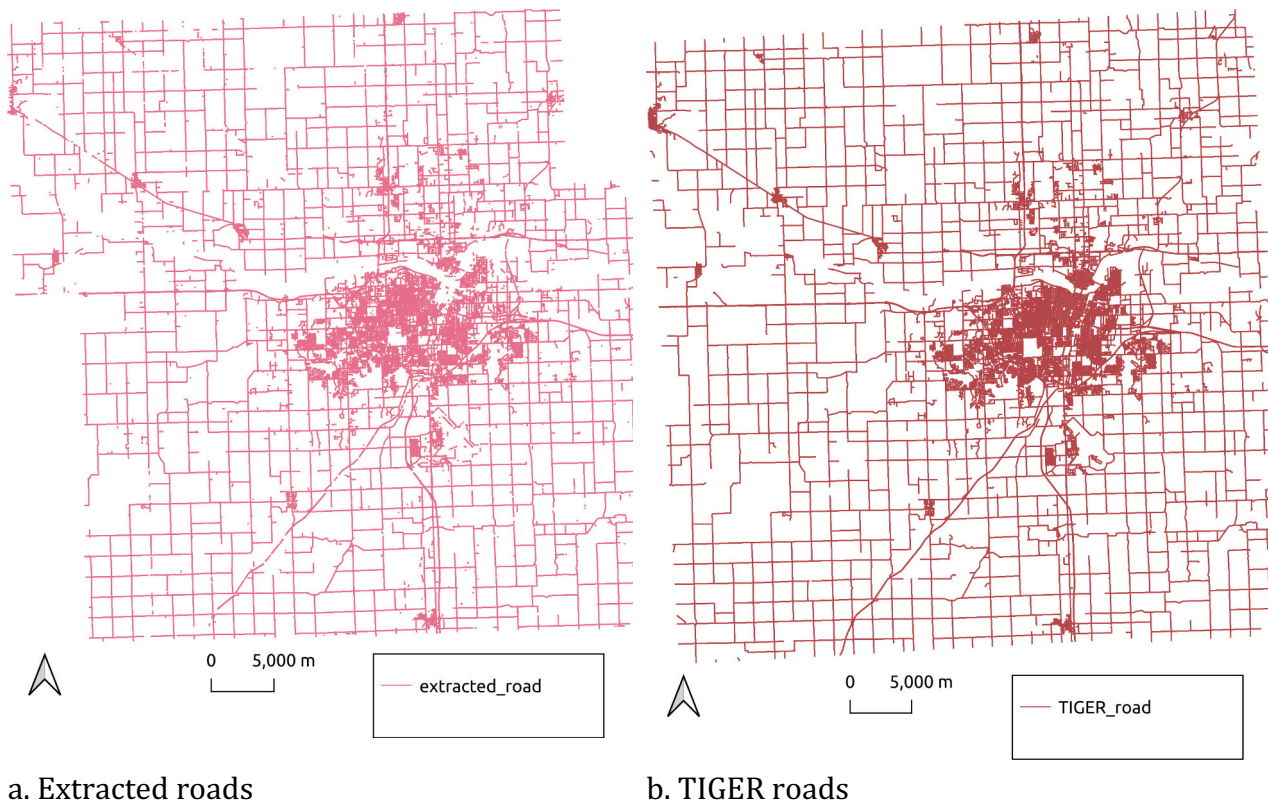 0 5,000 m
extracted_road
a. Extracted roads
0 5,000 m
TIGER_road
b. TIGER roads